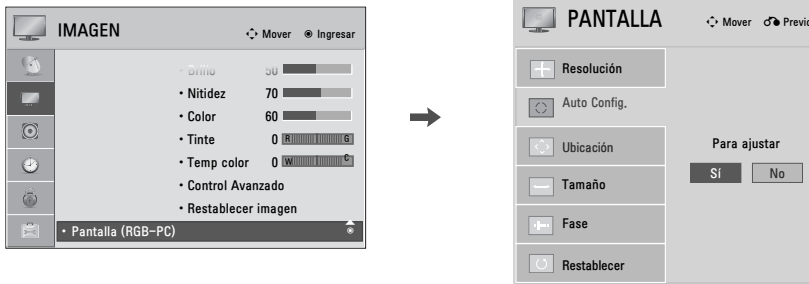 IMAGEN
Mover Ingresar
• Brillo 50
• Nitidez 70
• Color 60
• Tinte 0 R G
• Temp color 0 W C
• Control Avanzado
• Restablecer imagen
• Pantalla (RGB-PC)
PANTALLA
Mover Previo
Resolución
Auto Config.
Ubicación
Tamaño
Fase
Restablecer
Para ajustar
Sí No